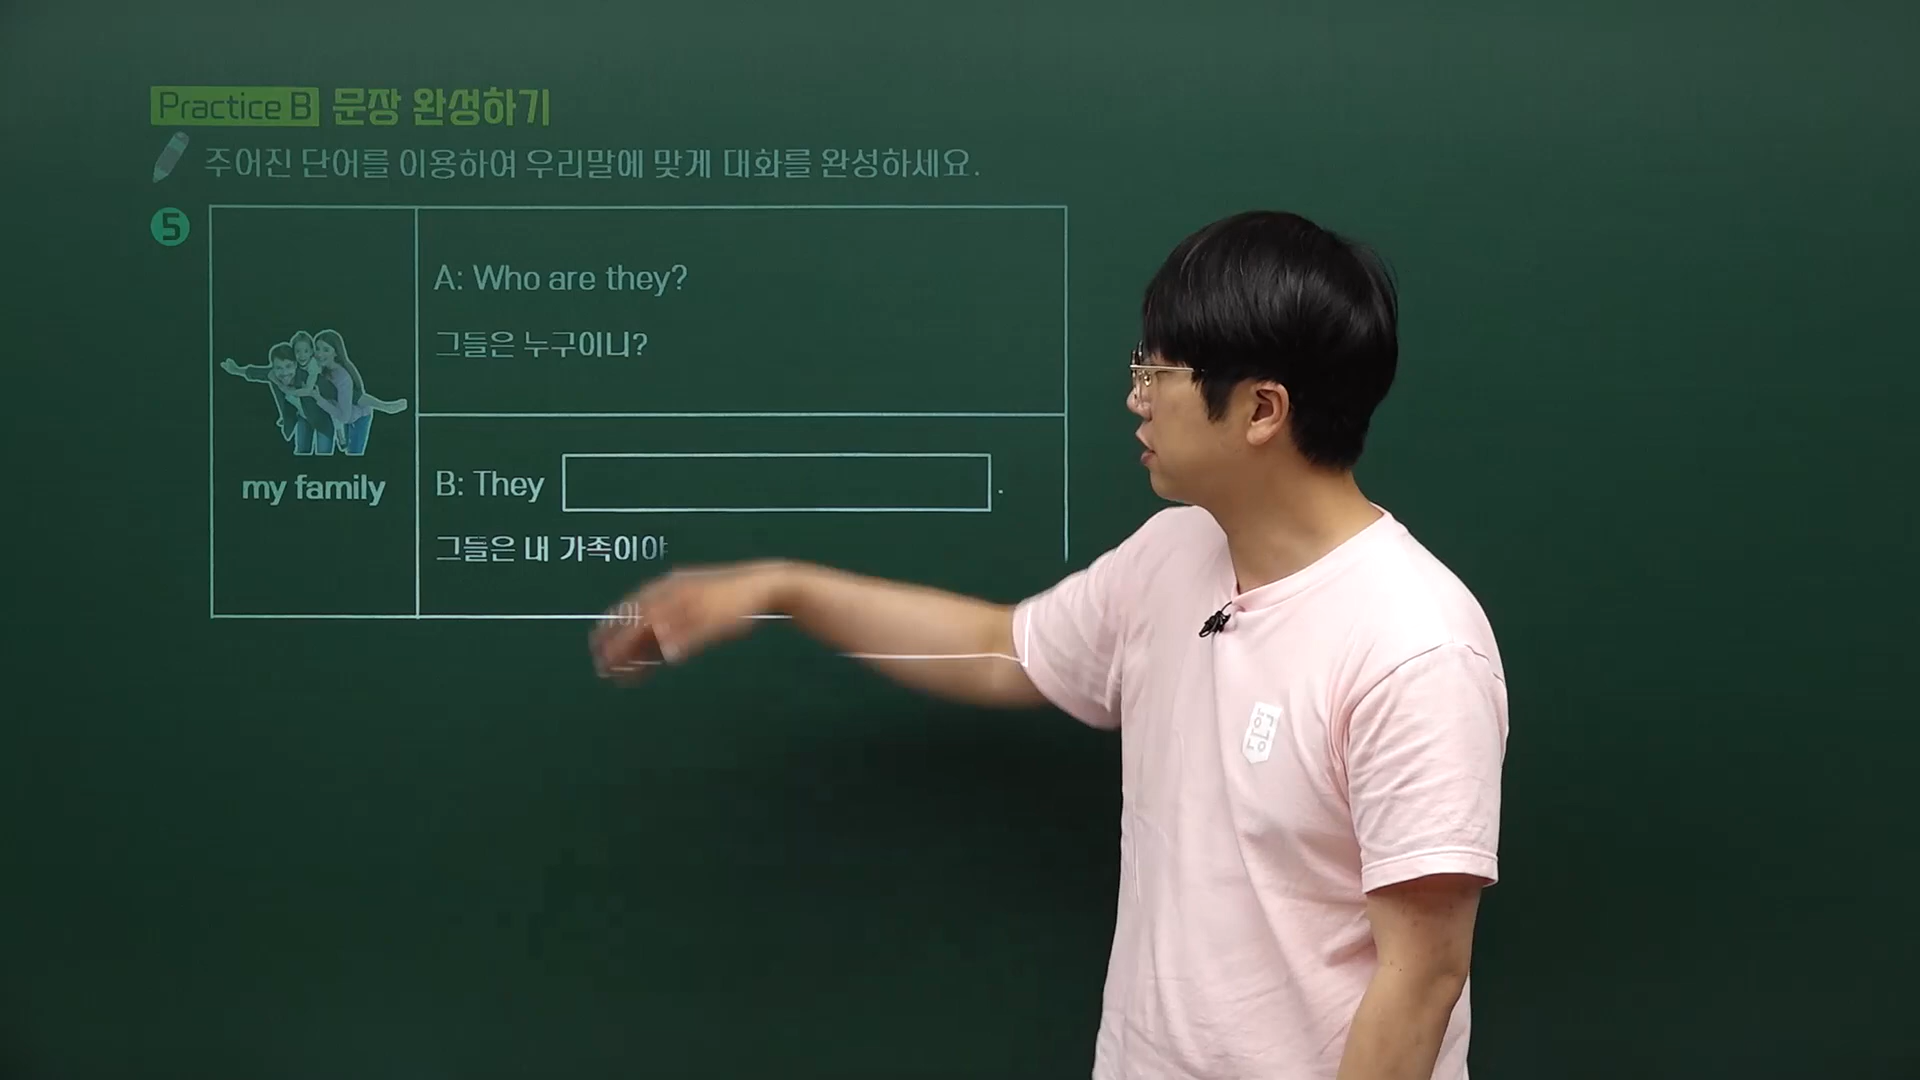 Practice B 문장 완성하기
주어진 단어를 이용하여 우리말에 맞게 대화를 완성하세요.
5
A: Who are they?
그들은 누구이니?
my family
B: They .
그들은 내 가족이야